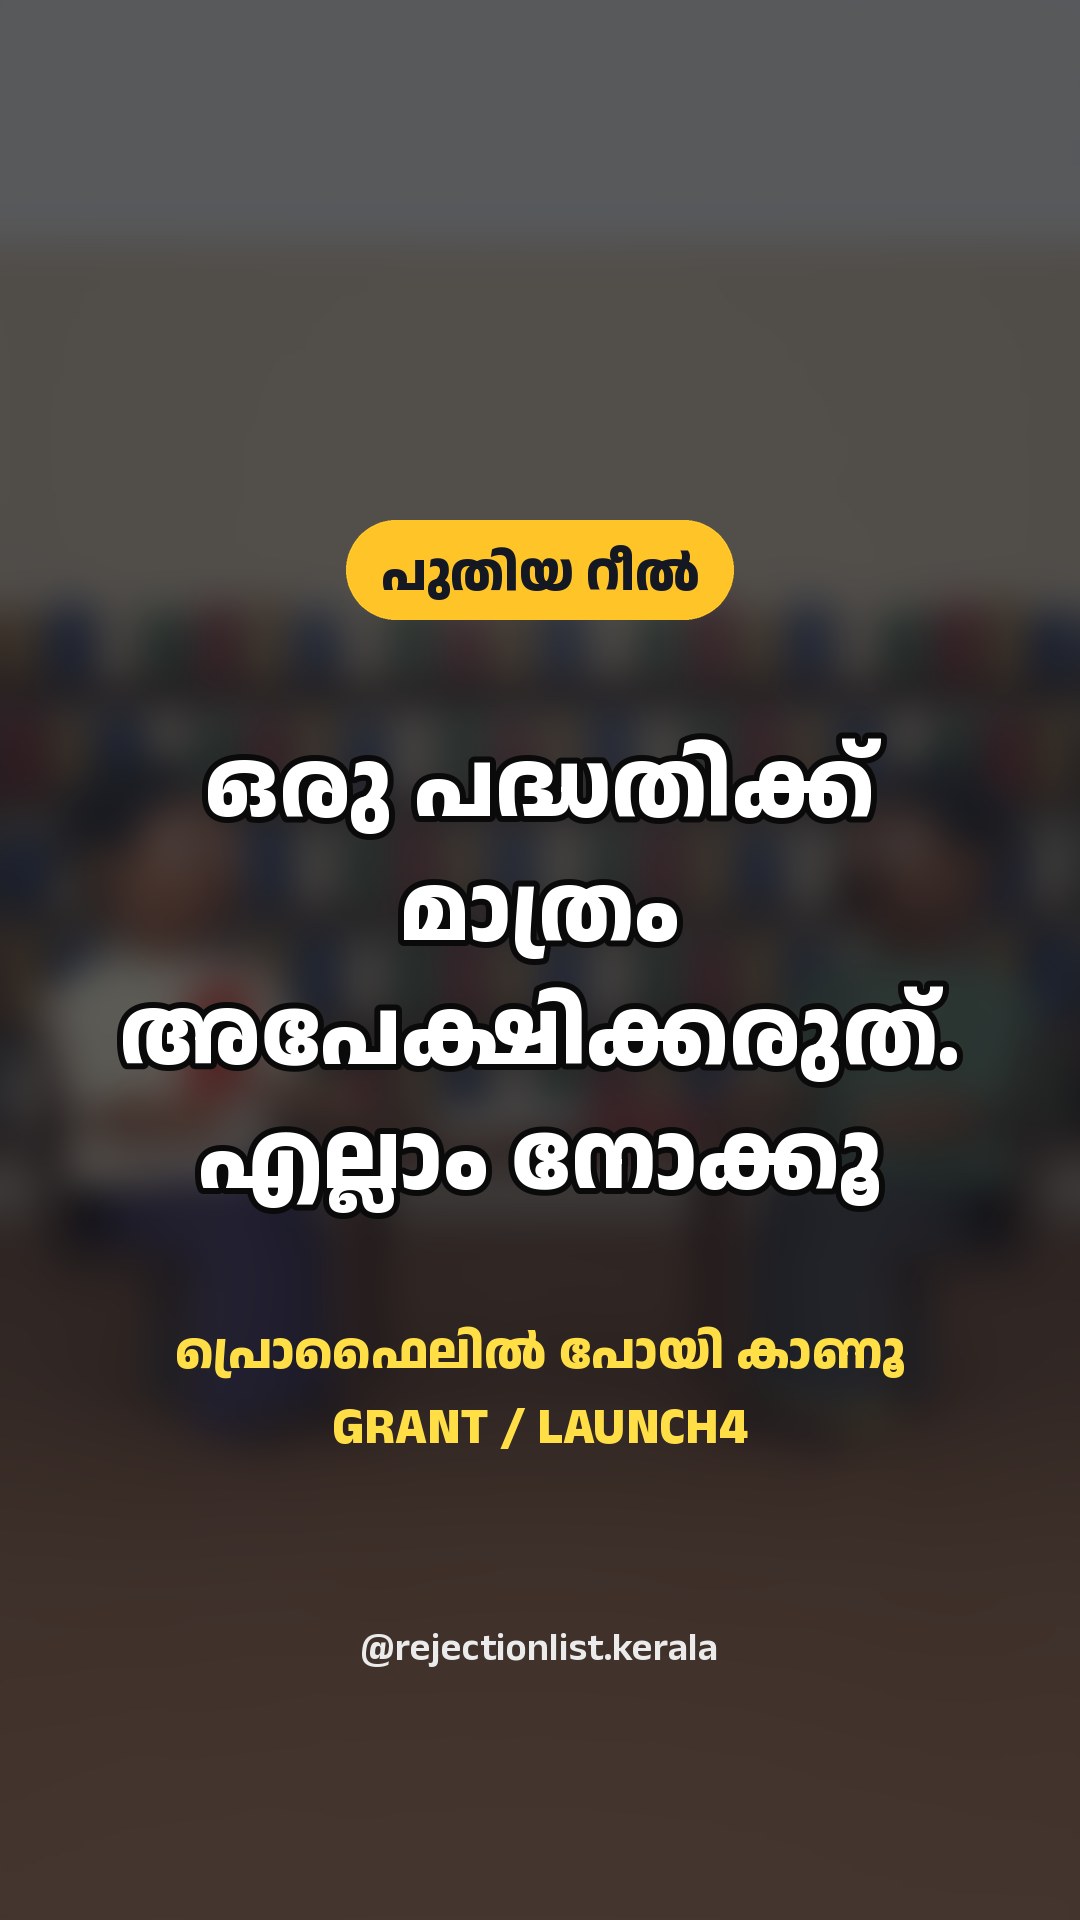 പുതിയ റീൽ
ഒരു പദ്ധതിക്ക്
മാത്രം
അപേക്ഷിക്കരുത്.
എല്ലാം നോക്കൂ
പ്രൊഫൈലിൽ പോയി കാണൂ
GRANT / LAUNCH4
@rejectionlist.kerala